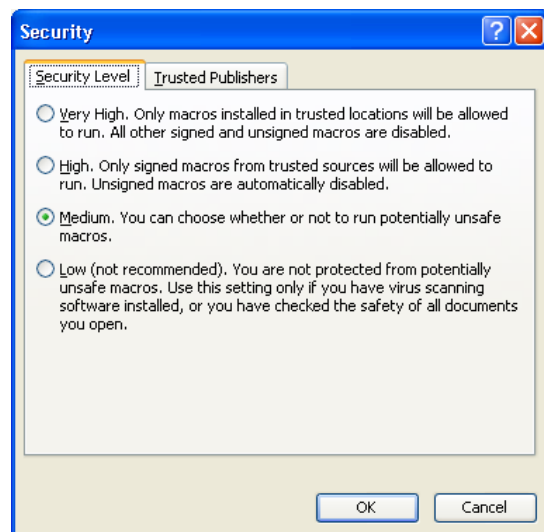 Security
Security Level
Trusted Publishers
Very High. Only macros installed in trusted locations will be allowed
to run. All other signed and unsigned macros are disabled.
High. Only signed macros from trusted sources will be allowed to
run. Unsigned macros are automatically disabled.
Medium. You can choose whether or not to run potentially unsafe
macros.
Low (not recommended). You are not protected from potentially
unsafe macros. Use this setting only if you have virus scanning
software installed, or you have checked the safety of all documents
you open.
OK
Cancel